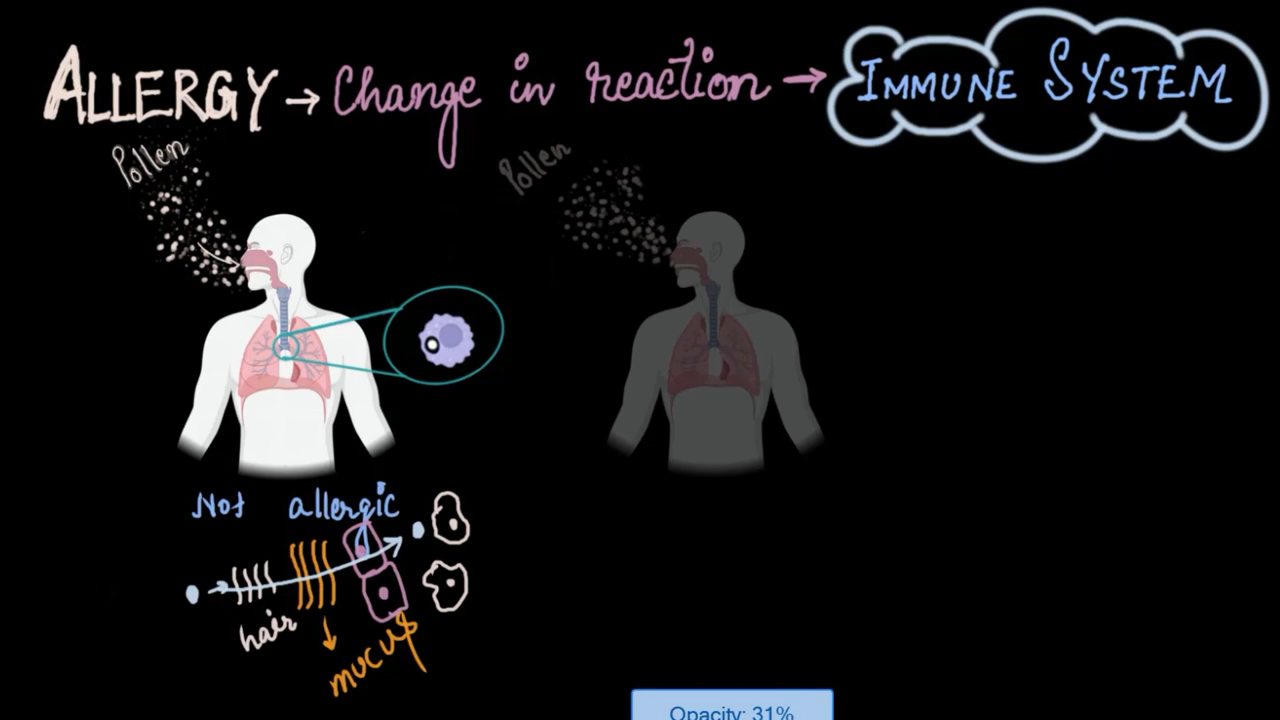 ALLERGY → Change in reaction → IMMUNE SYSTEM
Pollen
Pollen
Not allergic
hair
mucus
Opacity: 31%